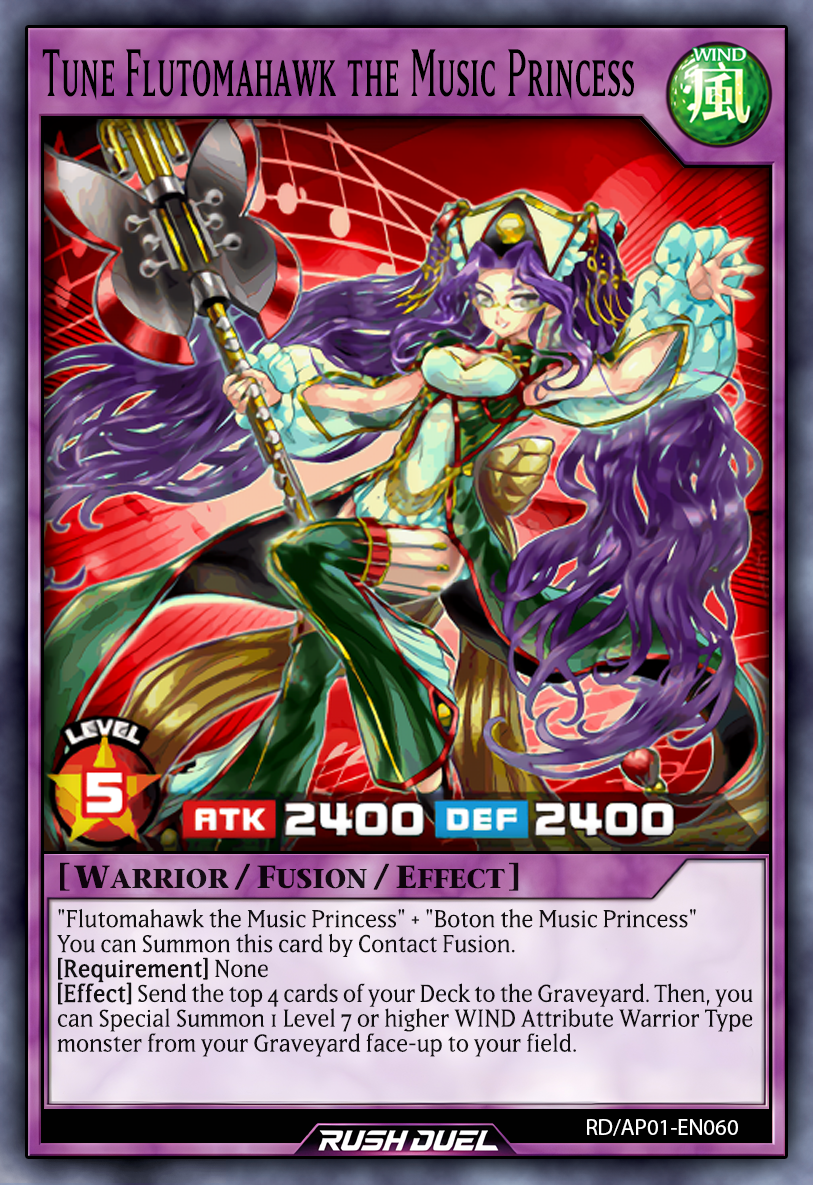 Tune Flutomahawk the Music Princess
WIND
風
LEVEL
5
ATK 2400 DEF 2400
[ Warrior / Fusion / Effect ]
"Flutomahawk the Music Princess" + "Boton the Music Princess"
You can Summon this card by Contact Fusion.
[Requirement] None
[Effect] Send the top 4 cards of your Deck to the Graveyard. Then, you
can Special Summon 1 Level 7 or higher WIND Attribute Warrior Type
monster from your Graveyard face-up to your field.
RD/AP01-EN060
RUSH DUEL